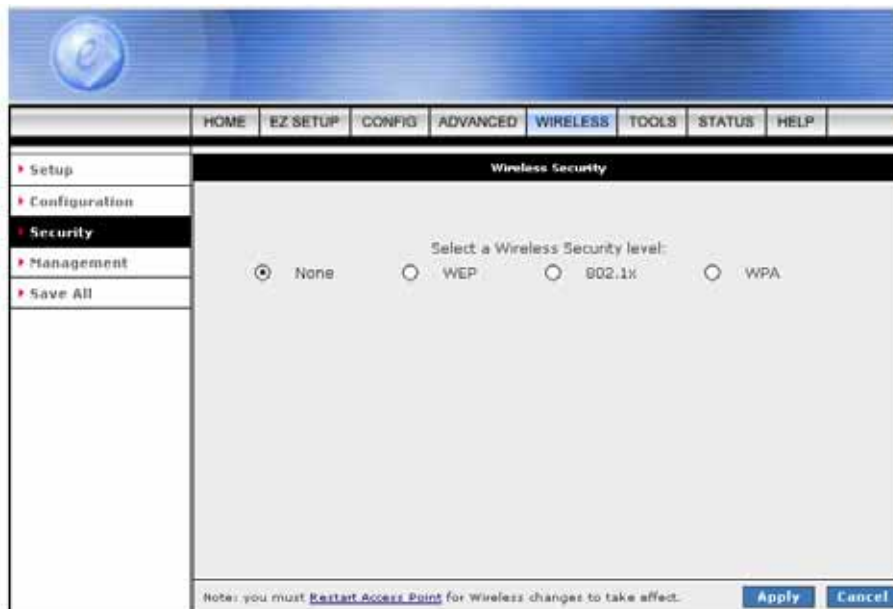 HOME EZ SETUP CONFIG ADVANCED WIRELESS TOOLS STATUS HELP
Setup
Configuration
Security
Management
Save All
Wireless Security
Select a Wireless Security level:
None WEP 802.1x WPA
Note: you must Restart Access Point for Wireless changes to take affect.
Apply Cancel